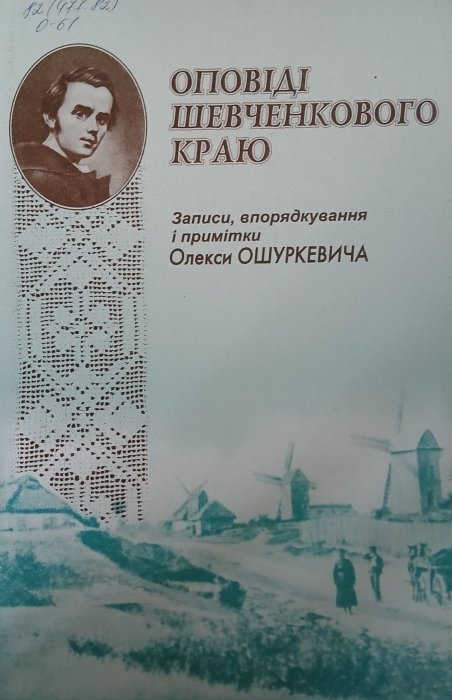 82(477.82)
О-61
ОПОВІДІ
ШЕВЧЕНКОВОГО
КРАЮ
Записи, впорядкування
і примітки
Олекси ОШУРКЕВИЧА